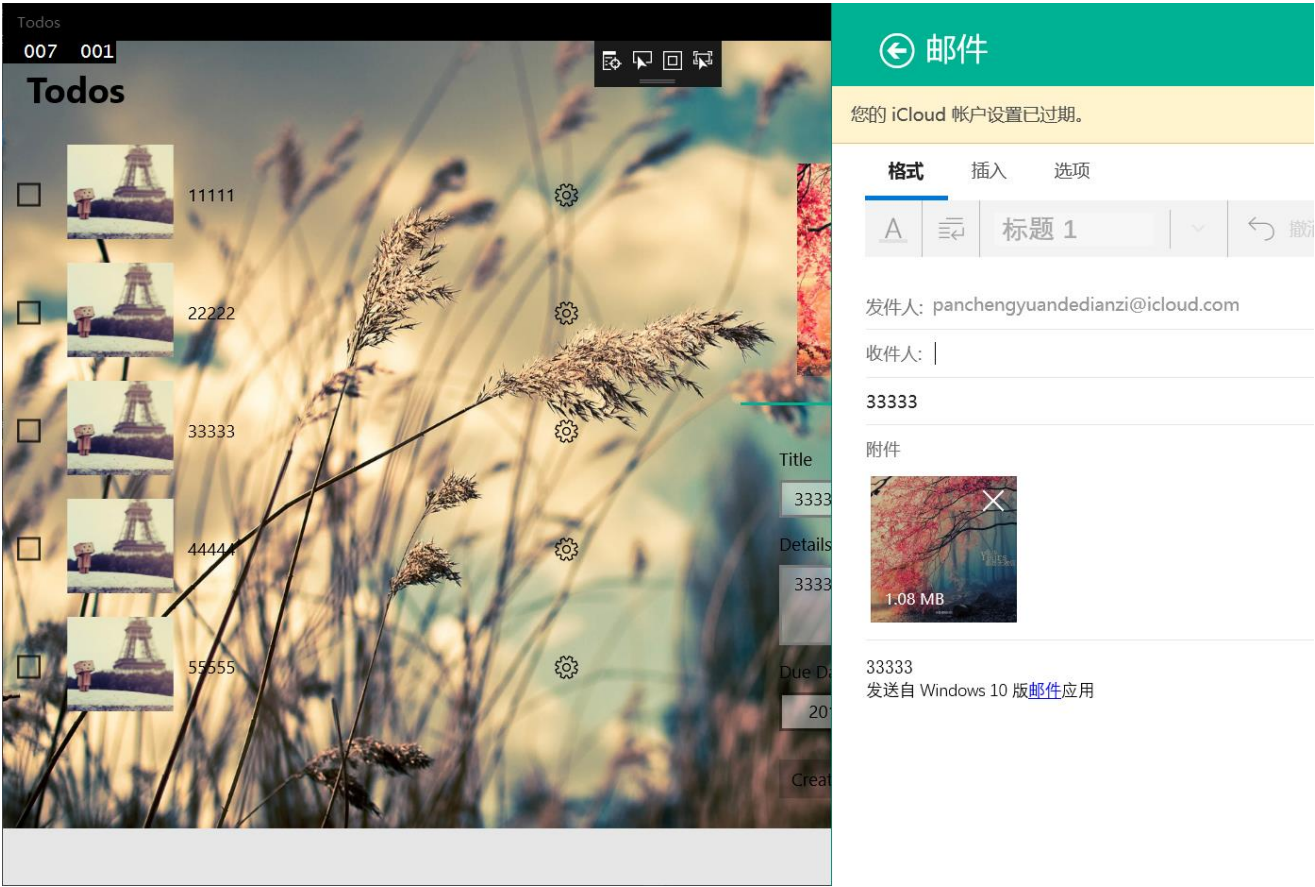 Todos
007 001
Todos
11111
22222
33333
44444
55555
Title
3333
Details
3333
Due Da
201
Creat
邮件
您的 iCloud 帐户设置已过期。
格式 插入 选项
A 标题 1
发件人: panchengyuandedianzi@icloud.com
收件人:
33333
附件
1.08 MB
33333
发送自 Windows 10 版邮件应用